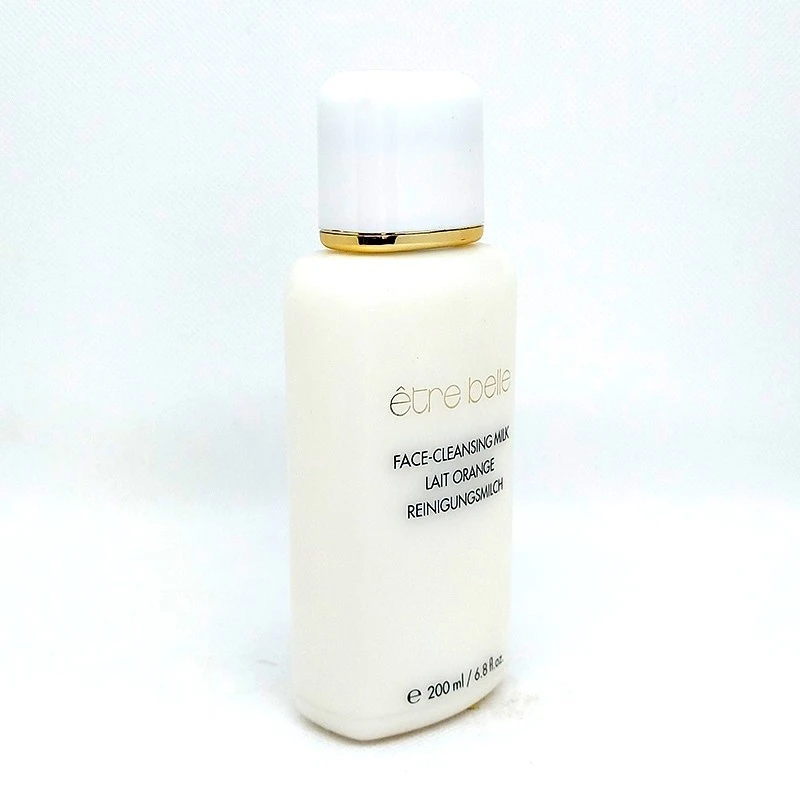 être belle
FACE-CLEANSING MILK
LAIT ORANGE
REINIGUNGSMILCH
℮ 200 ml / 6.8 fl.oz.